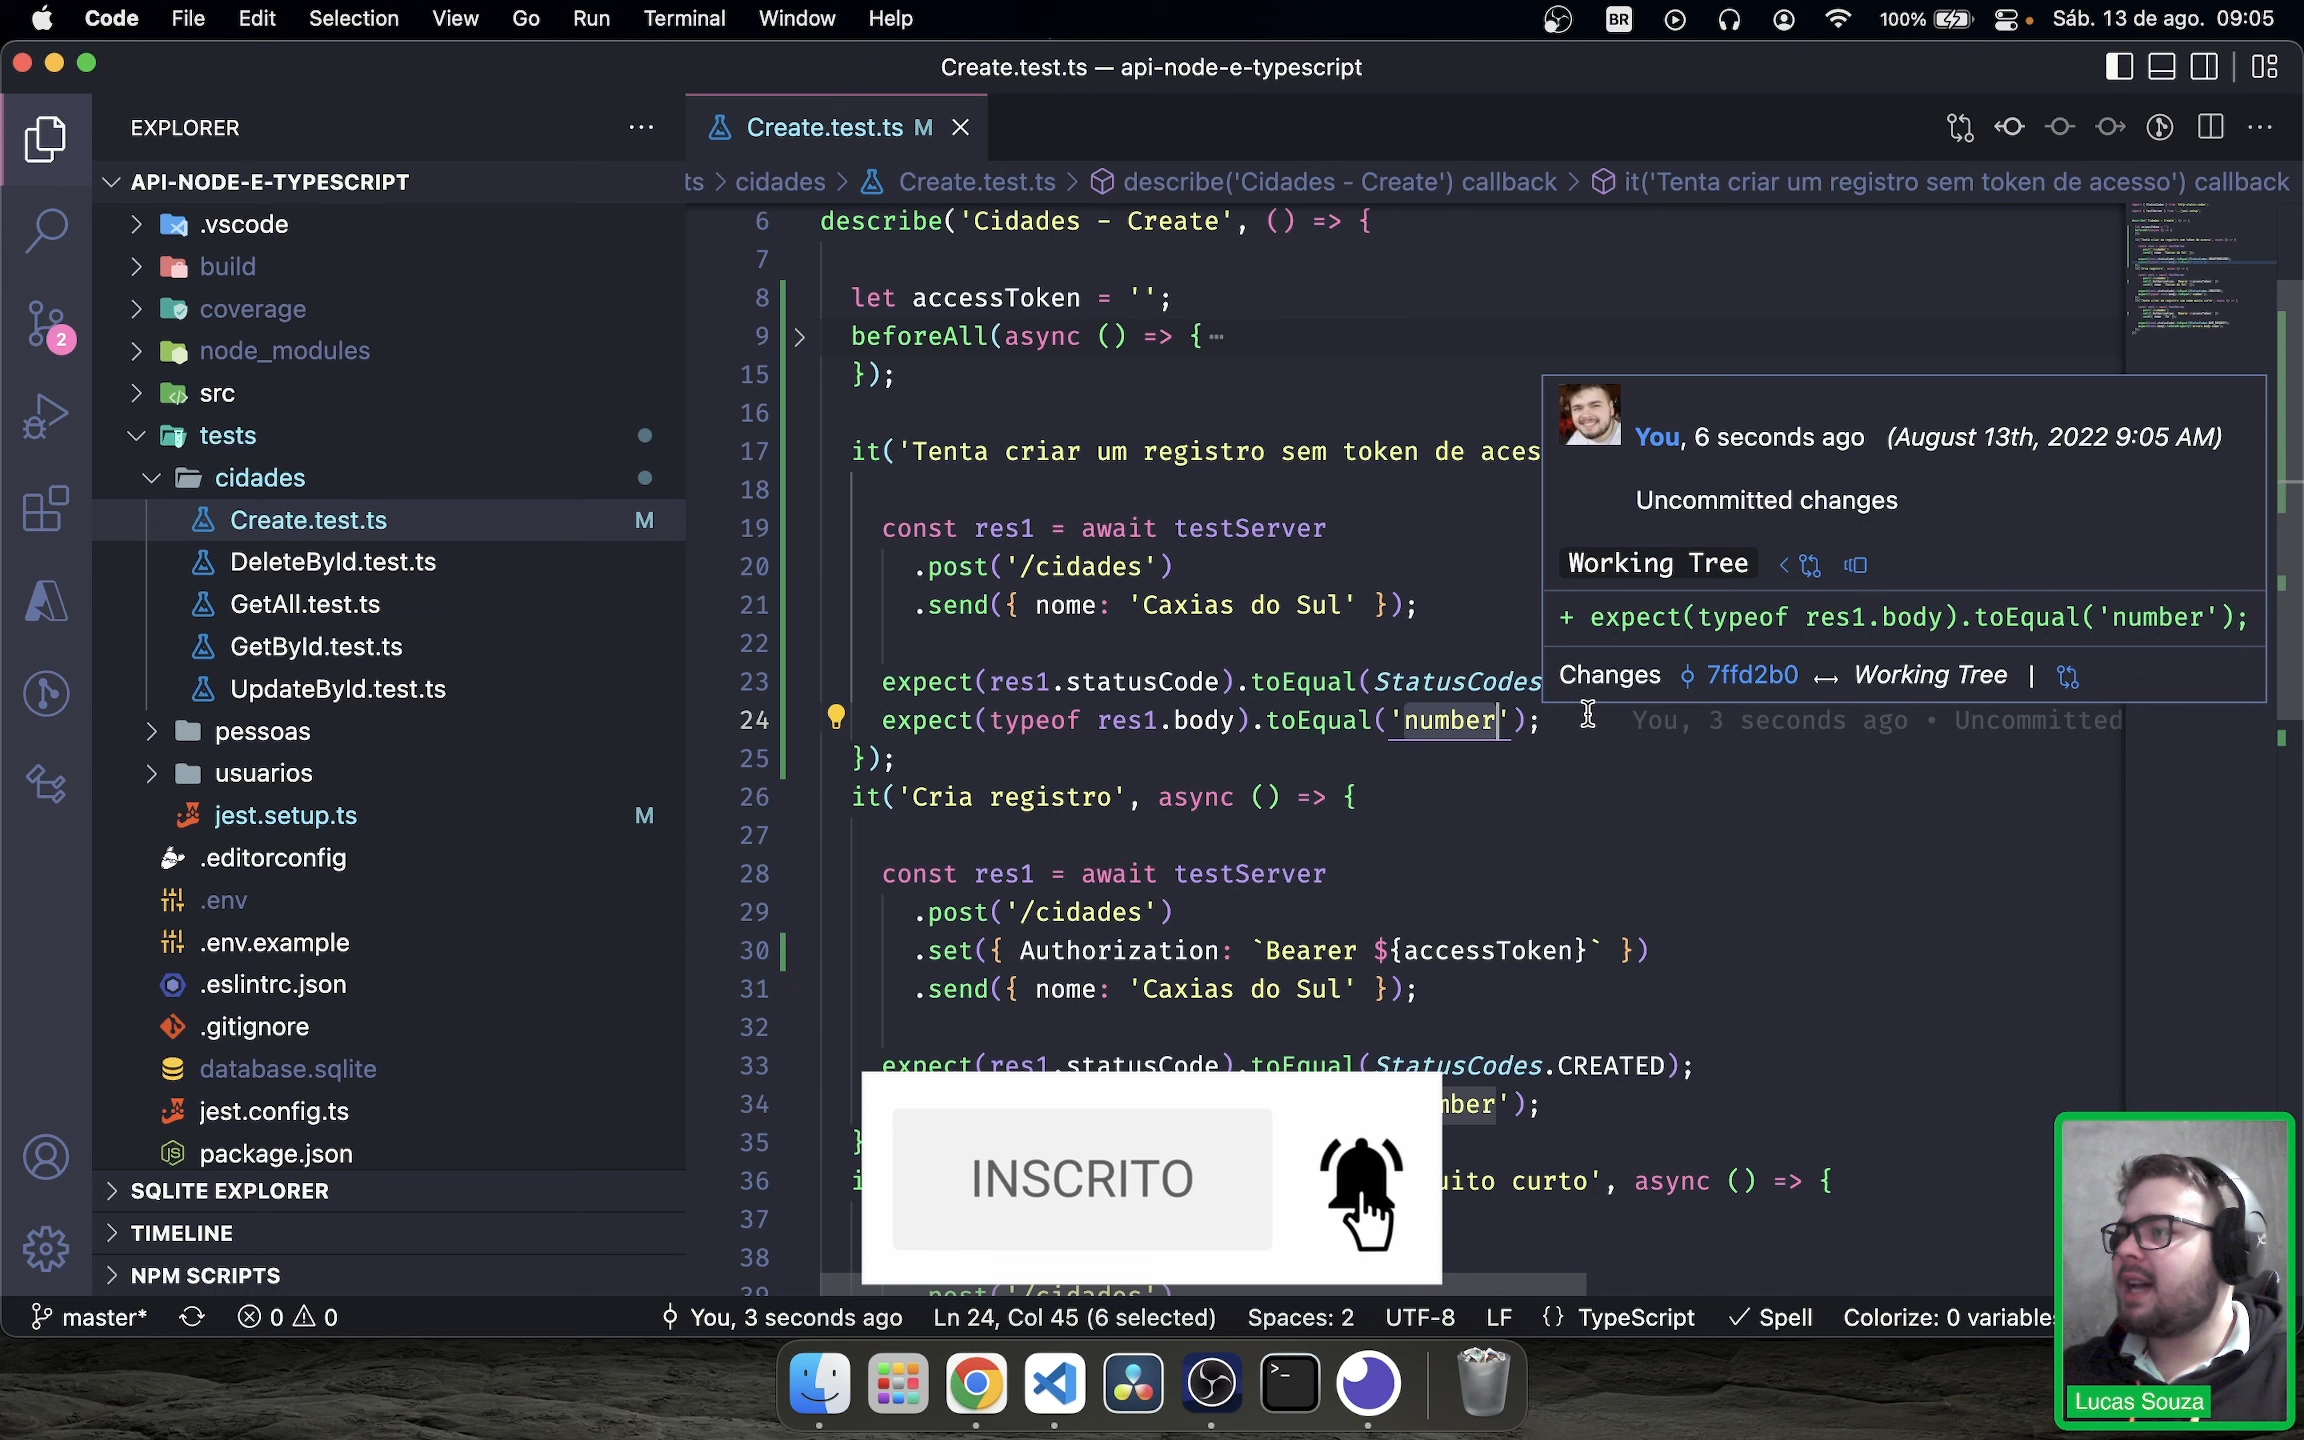 Code File Edit Selection View Go Run Terminal Window Help
BR 100% Sáb. 13 de ago. 09:05
Create.test.ts — api-node-e-typescript
EXPLORER
API-NODE-E-TYPESCRIPT
.vscode
build
coverage
node_modules
src
tests
cidades
Create.test.ts M
DeleteById.test.ts
GetAll.test.ts
GetById.test.ts
UpdateById.test.ts
pessoas
usuarios
jest.setup.ts M
.editorconfig
.env
.env.example
.eslintrc.json
.gitignore
database.sqlite
jest.config.ts
package.json
SQLITE EXPLORER
TIMELINE
NPM SCRIPTS
2
Create.test.ts M
ts > cidades > Create.test.ts > describe('Cidades - Create') callback > it('Tenta criar um registro sem token de acesso') callback
6 describe('Cidades - Create', () => {
7
8 let accessToken = '';
9 beforeAll(async () => {
15 });
16
17 it('Tenta criar um registro sem token de aces
18
19 const res1 = await testServer
20 .post('/cidades')
21 .send({ nome: 'Caxias do Sul' });
22
23 expect(res1.statusCode).toEqual(StatusCodes
24 expect(typeof res1.body).toEqual('number'); You, 3 seconds ago • Uncommitted
25 });
26 it('Cria registro', async () => {
27
28 const res1 = await testServer
29 .post('/cidades')
30 .set({ Authorization: `Bearer ${accessToken}` })
31 .send({ nome: 'Caxias do Sul' });
32
33 expect(res1.statusCode).toEqual(StatusCodes.CREATED);
34 mber');
35 }
36 i uito curto', async () => {
37
38
39 .post('/cidades')
You, 6 seconds ago (August 13th, 2022 9:05 AM)
Uncommitted changes
Working Tree
+ expect(typeof res1.body).toEqual('number');
Changes 7ffd2b0 ↔ Working Tree |
INSCRITO
Lucas Souza
master* 0 0 You, 3 seconds ago Ln 24, Col 45 (6 selected) Spaces: 2 UTF-8 LF {} TypeScript Spell Colorize: 0 variables